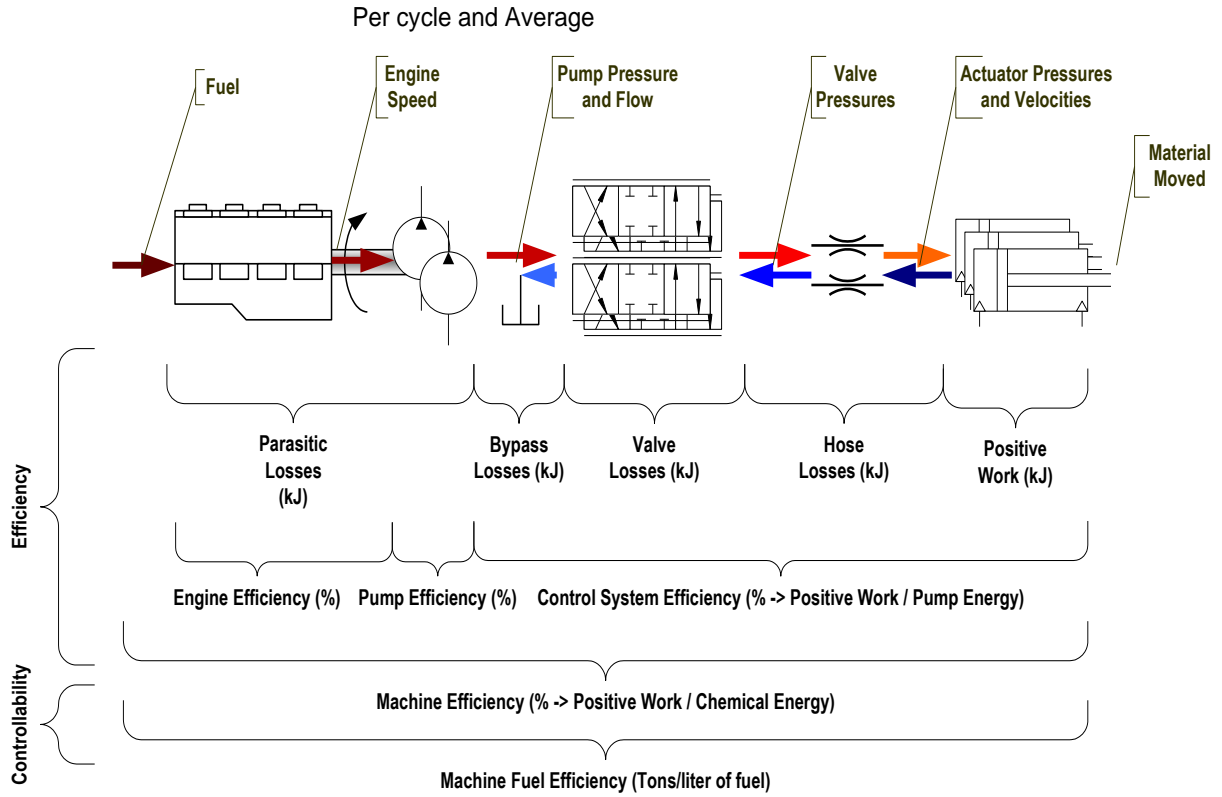 Per cycle and Average
Fuel
Engine
Speed
Pump Pressure
and Flow
Valve
Pressures
Actuator Pressures
and Velocities
Material
Moved
Efficiency
Parasitic
Losses
(kJ)
Bypass
Losses (kJ)
Valve
Losses (kJ)
Hose
Losses (kJ)
Positive
Work (kJ)
Engine Efficiency (%)
Pump Efficiency (%)
Control System Efficiency (% -> Positive Work / Pump Energy)
Controllability
Machine Efficiency (% -> Positive Work / Chemical Energy)
Machine Fuel Efficiency (Tons/liter of fuel)